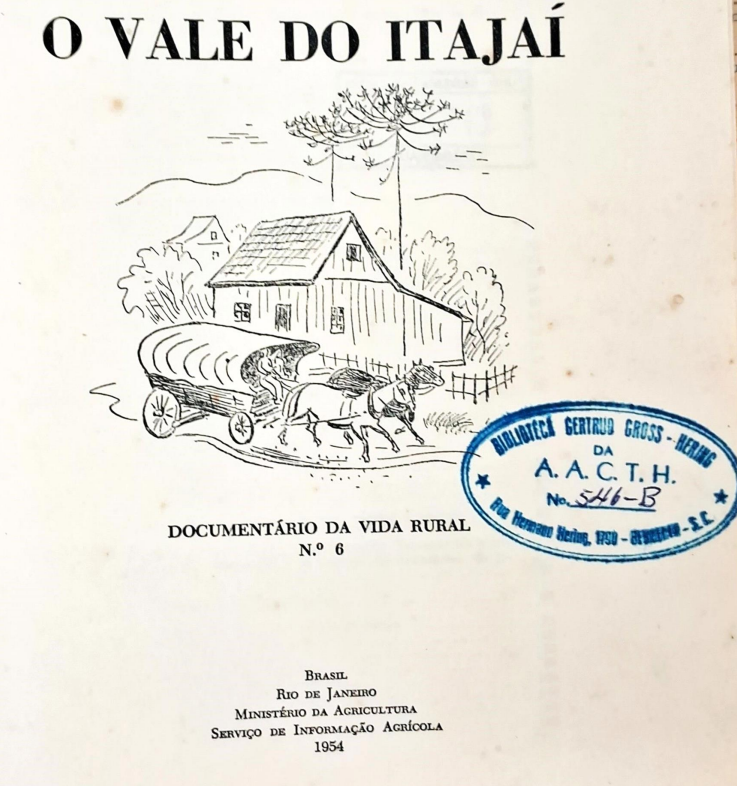 O VALE DO ITAJAÍ
BIBLIOTECA GERTRUD GROSS - HERING
DA
A. A. C. T. H.
No. 546-B
Rua Hermann Hering, 1790 - - S.C.
DOCUMENTÁRIO DA VIDA RURAL
N.º 6
BRASIL
RIO DE JANEIRO
MINISTÉRIO DA AGRICULTURA
SERVIÇO DE INFORMAÇÃO AGRÍCOLA
1954